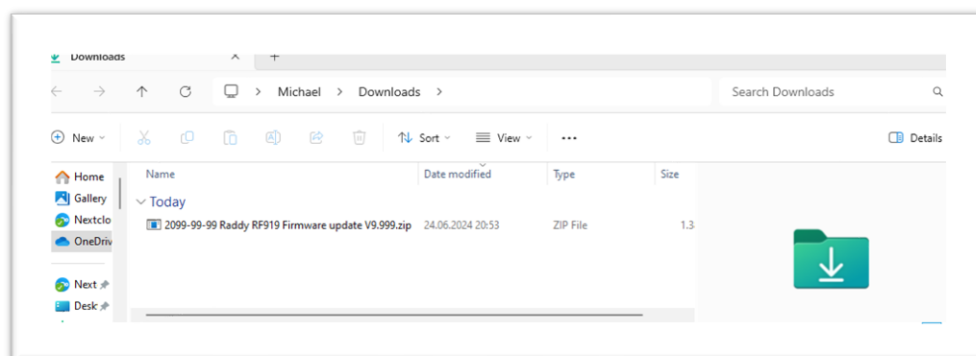 Downloads
Michael > Downloads >
Search Downloads
New
Sort
View
Details
Home
Gallery
Nextclo
OneDriv
Next
Desk
Name
Date modified
Type
Size
Today
2099-99-99 Raddy RF919 Firmware update V9.999.zip
24.06.2024 20:53
ZIP File
1.3